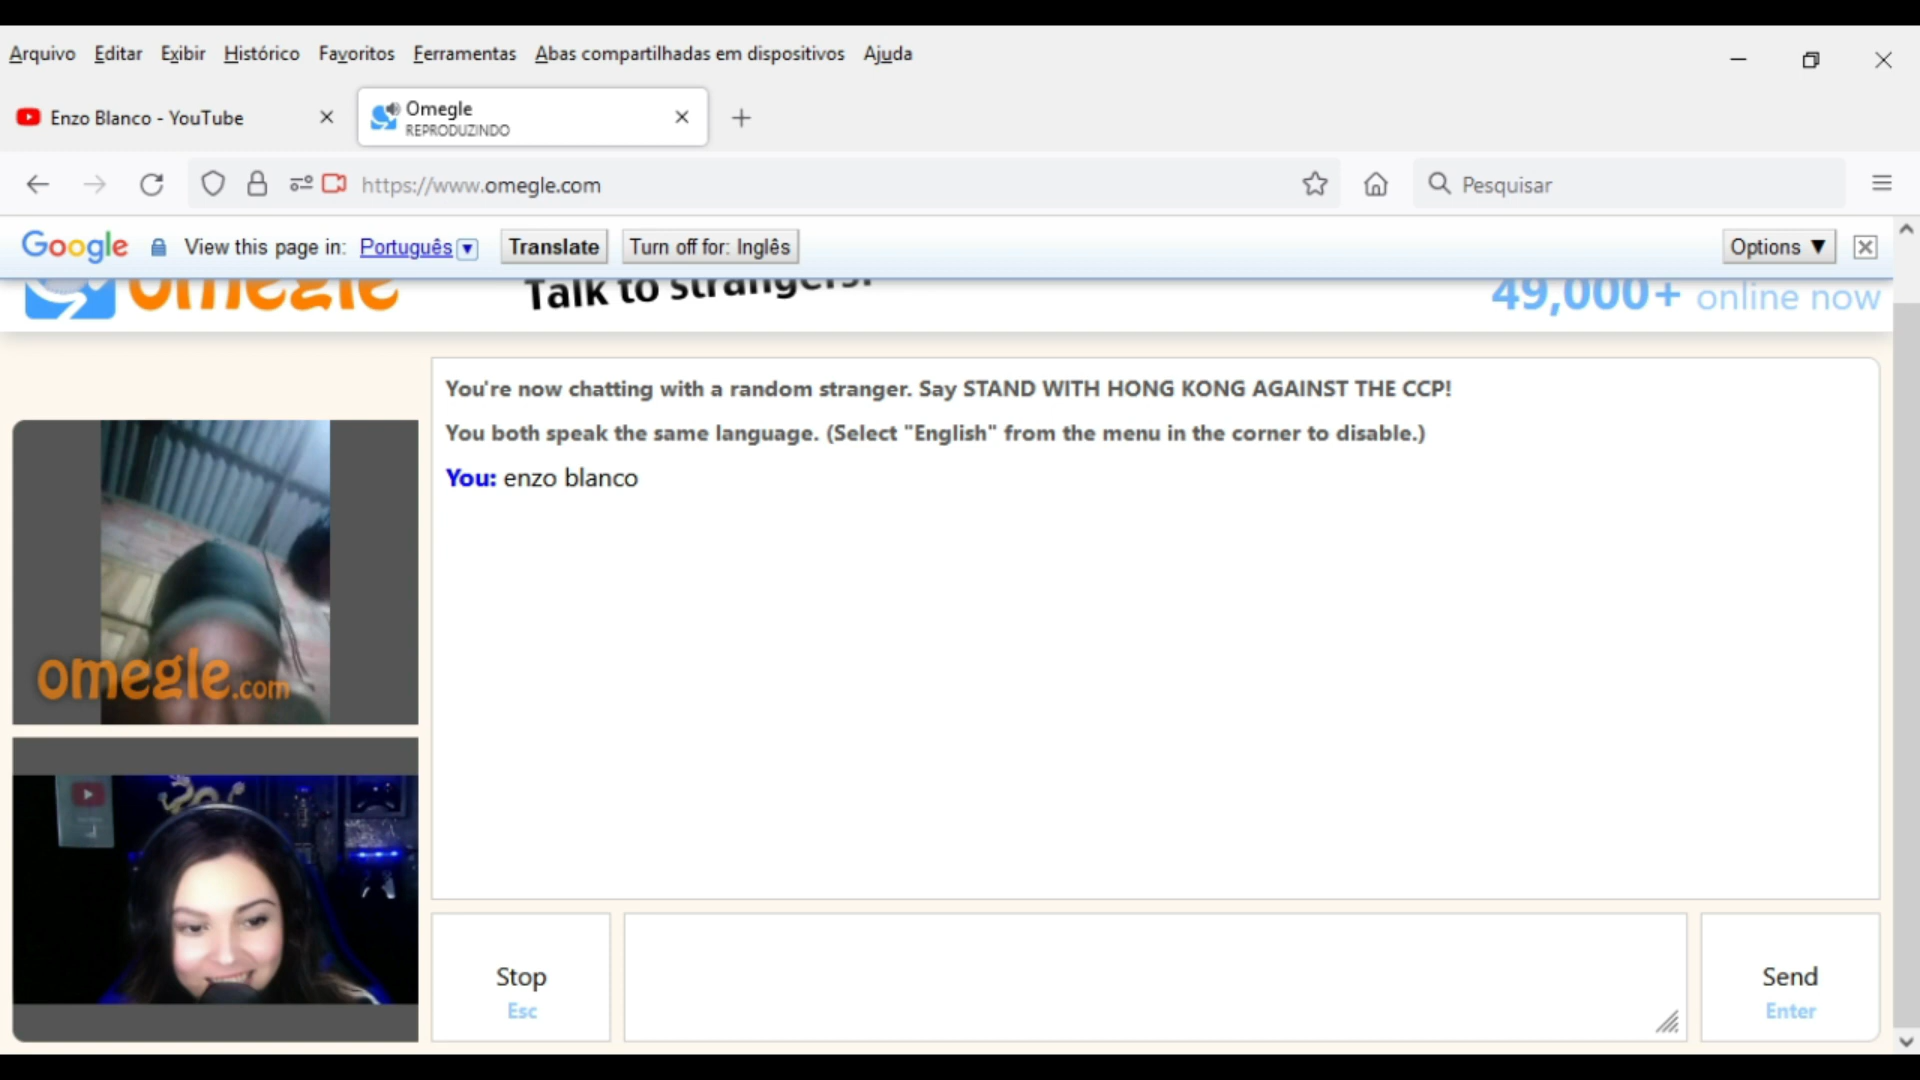 Arquivo Editar Exibir Histórico Favoritos Ferramentas Abas compartilhadas em dispositivos Ajuda
Enzo Blanco - YouTube
Omegle
REPRODUZINDO
https://www.omegle.com
Pesquisar
Google View this page in: Português Translate Turn off for: Inglês Options
omegle Talk to strangers! 49,000+ online now
You're now chatting with a random stranger. Say STAND WITH HONG KONG AGAINST THE CCP!
You both speak the same language. (Select "English" from the menu in the corner to disable.)
You: enzo blanco
omegle.com
Stop
Esc
Send
Enter